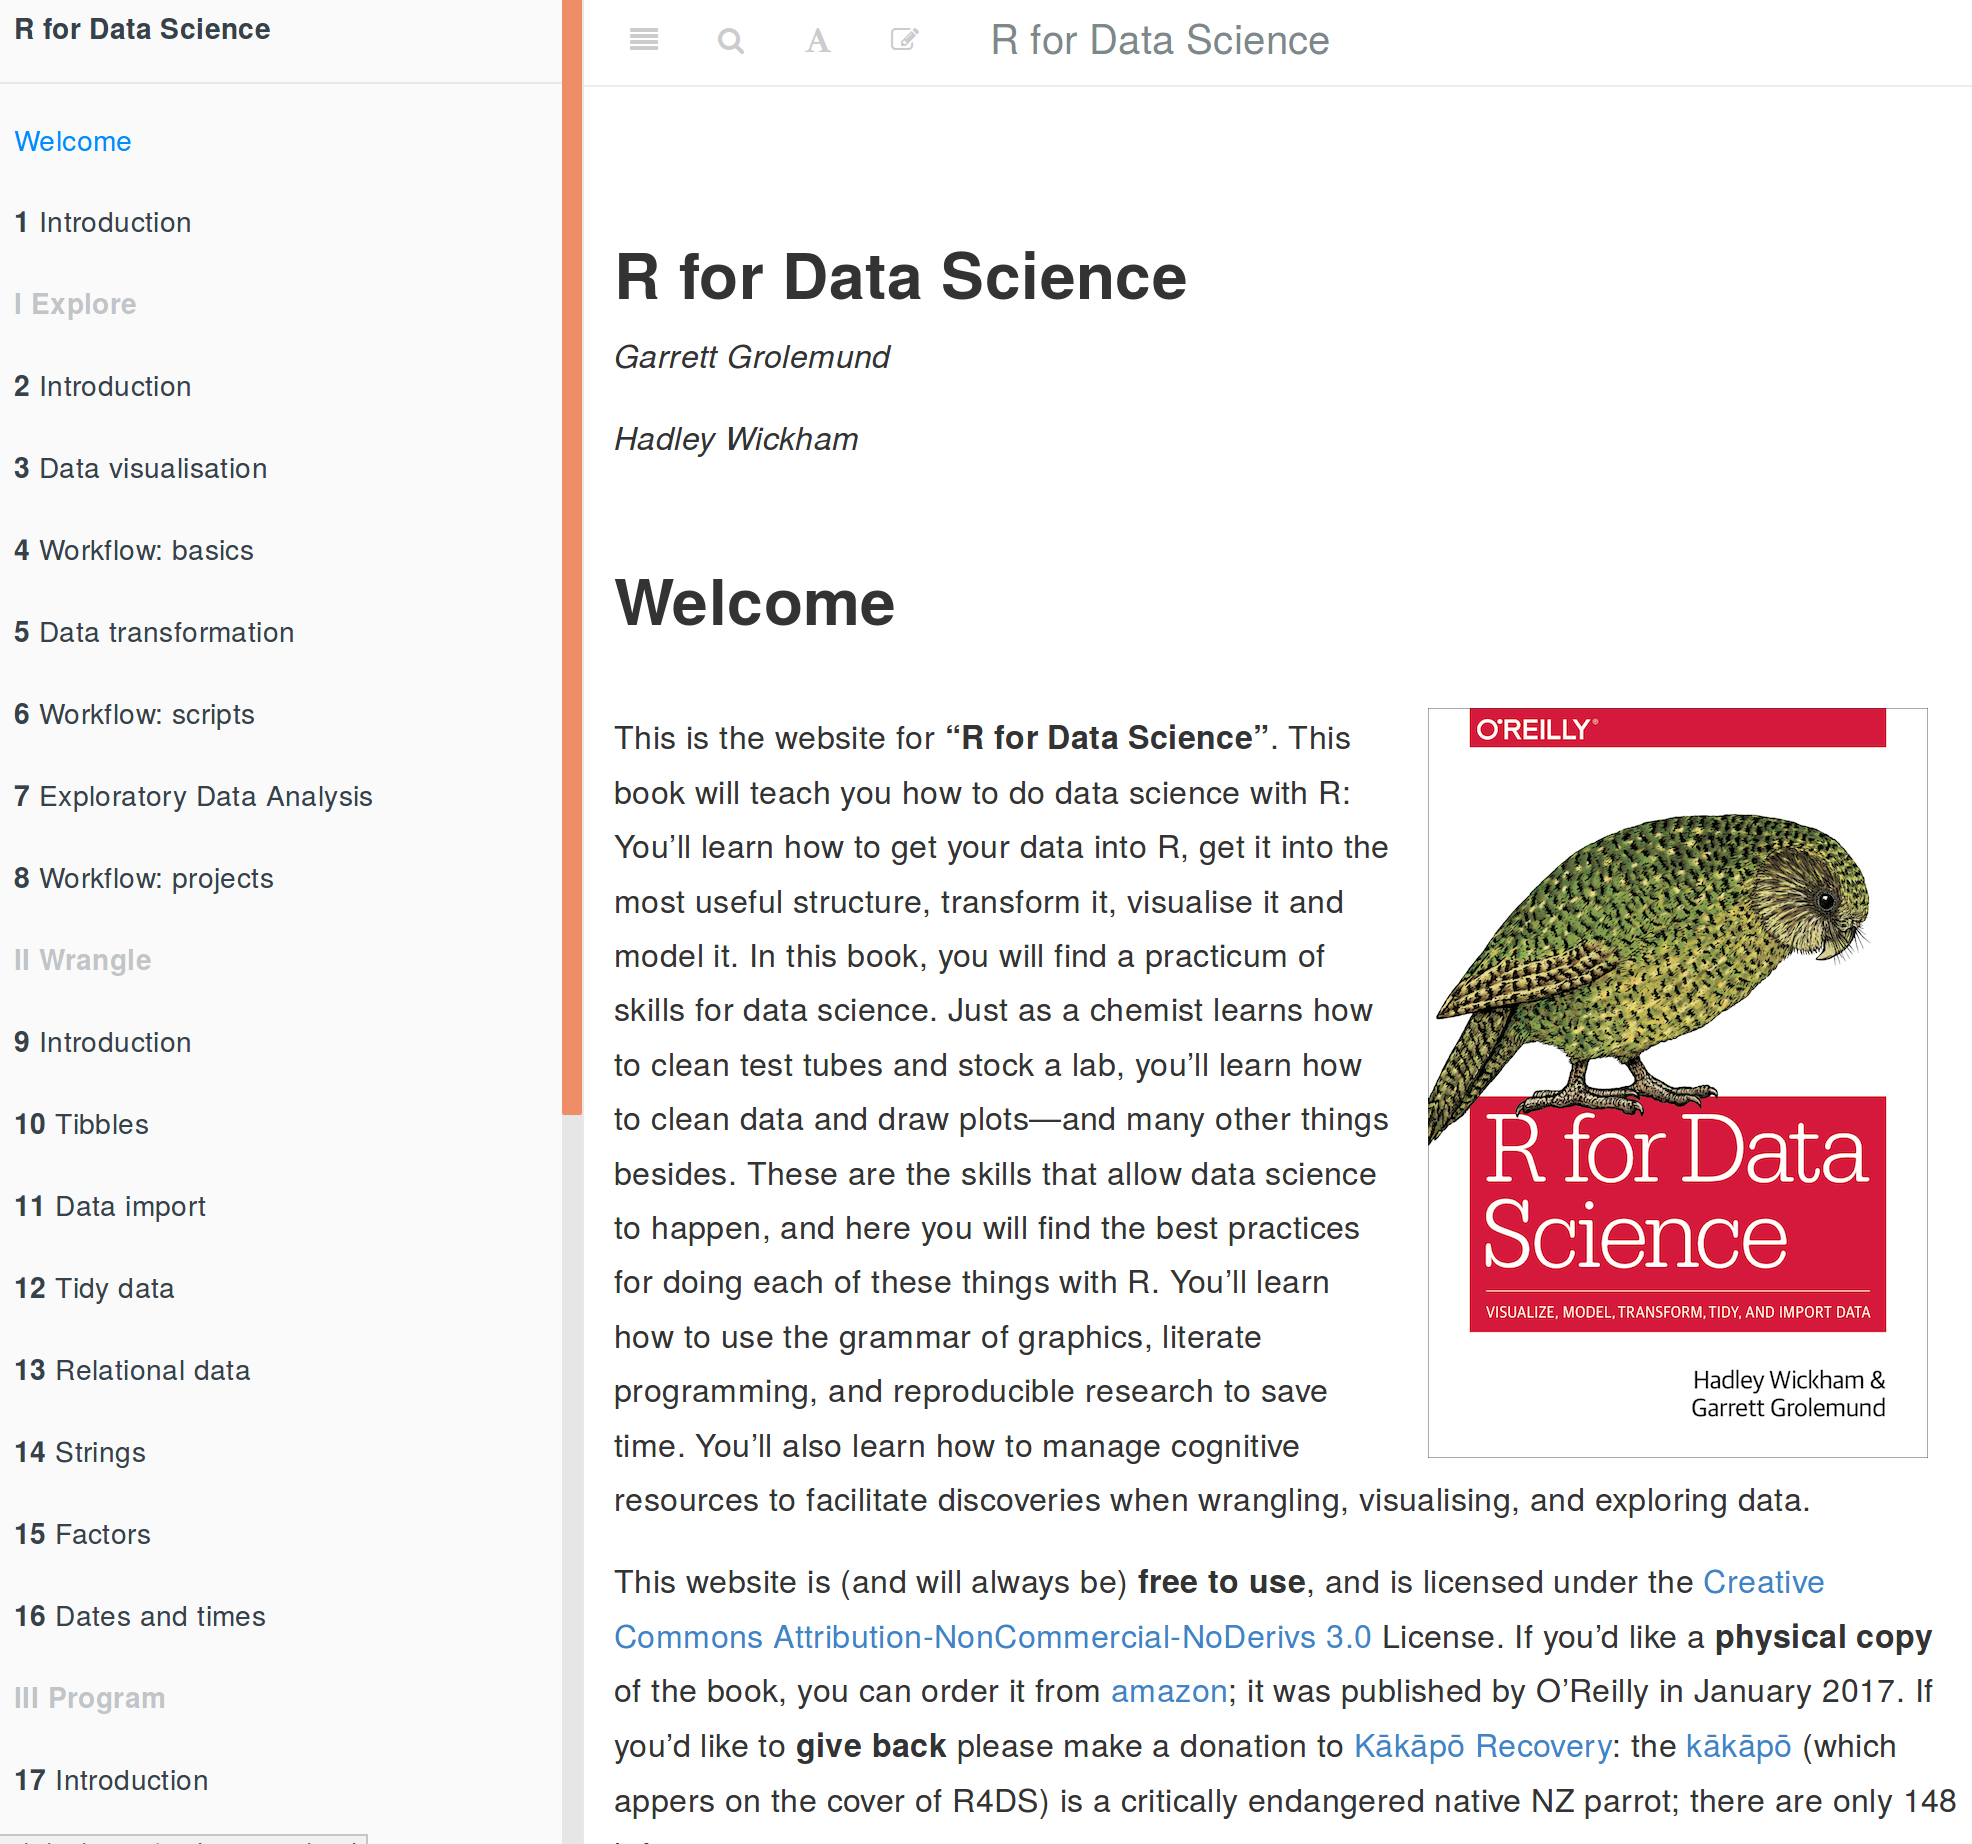 R for Data Science
Welcome
1 Introduction
I Explore
2 Introduction
3 Data visualisation
4 Workflow: basics
5 Data transformation
6 Workflow: scripts
7 Exploratory Data Analysis
8 Workflow: projects
II Wrangle
9 Introduction
10 Tibbles
11 Data import
12 Tidy data
13 Relational data
14 Strings
15 Factors
16 Dates and times
III Program
17 Introduction
R for Data Science
R for Data Science
Garrett Grolemund
Hadley Wickham
Welcome
This is the website for “R for Data Science”. This
book will teach you how to do data science with R:
You’ll learn how to get your data into R, get it into the
most useful structure, transform it, visualise it and
model it. In this book, you will find a practicum of
skills for data science. Just as a chemist learns how
to clean test tubes and stock a lab, you’ll learn how
to clean data and draw plots—and many other things
besides. These are the skills that allow data science
to happen, and here you will find the best practices
for doing each of these things with R. You’ll learn
how to use the grammar of graphics, literate
programming, and reproducible research to save
time. You’ll also learn how to manage cognitive
resources to facilitate discoveries when wrangling, visualising, and exploring data.
O'REILLY®
R for Data
Science
VISUALIZE, MODEL, TRANSFORM, TIDY, AND IMPORT DATA
Hadley Wickham &
Garrett Grolemund
This website is (and will always be) free to use, and is licensed under the Creative
Commons Attribution-NonCommercial-NoDerivs 3.0 License. If you’d like a physical copy
of the book, you can order it from amazon; it was published by O’Reilly in January 2017. If
you’d like to give back please make a donation to Kākāpō Recovery: the kākāpō (which
appers on the cover of R4DS) is a critically endangered native NZ parrot; there are only 148